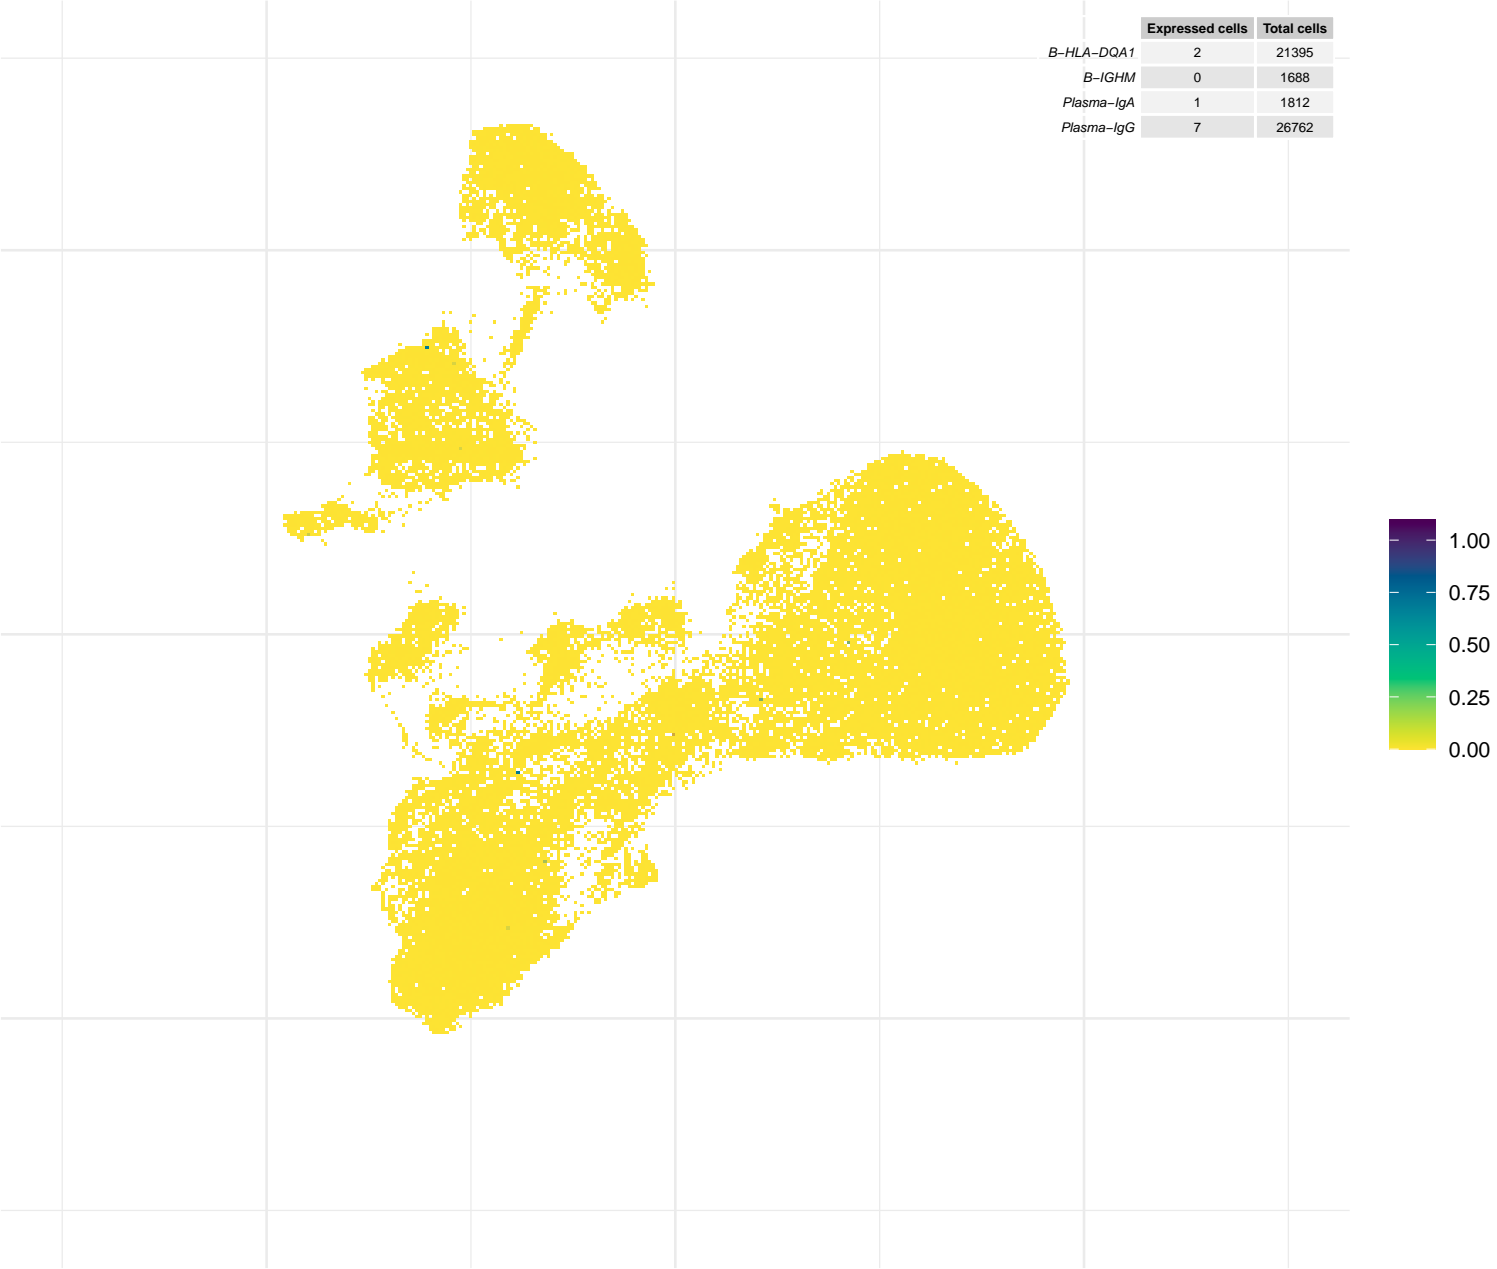 Expressed cells Total cells
B−HLA−DQA1 2 21395
B−IGHM 0 1688
Plasma−IgA 1 1812
Plasma−IgG 7 26762
1.00
0.75
0.50
0.25
0.00